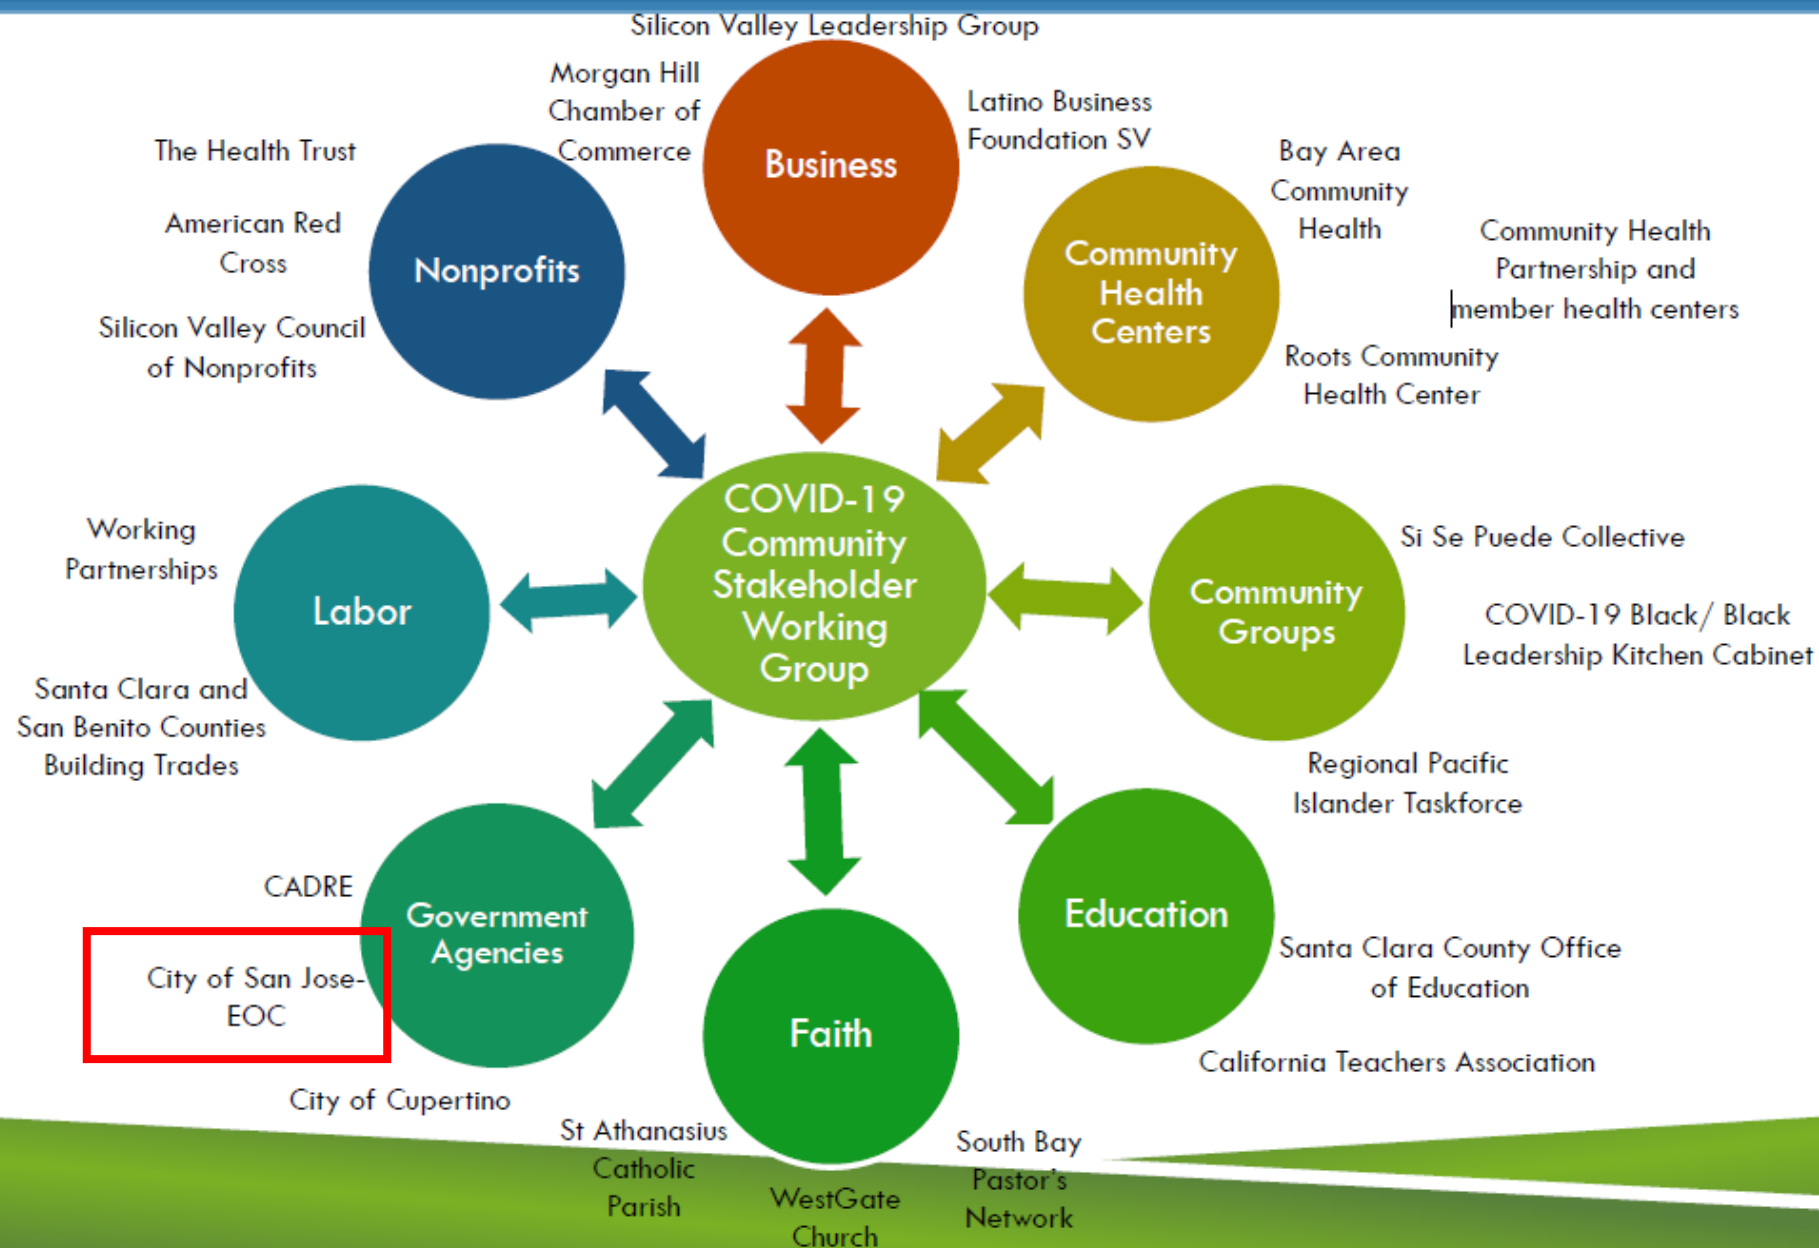 Silicon Valley Leadership Group
Morgan Hill
Chamber of
Commerce
Business
Latino Business
Foundation SV
The Health Trust
American Red
Cross
Silicon Valley Council
of Nonprofits
Nonprofits
Community
Health
Centers
Bay Area
Community
Health
Community Health
Partnership and
member health centers
Roots Community
Health Center
Working
Partnerships
Labor
Santa Clara and
San Benito Counties
Building Trades
COVID-19
Community
Stakeholder
Working
Group
Community
Groups
Si Se Puede Collective
COVID-19 Black/ Black
Leadership Kitchen Cabinet
Regional Pacific
Islander Taskforce
CADRE
City of San Jose-
EOC
City of Cupertino
Government
Agencies
Faith
St Athanasius
Catholic
Parish
WestGate
Church
South Bay
Pastor's
Network
Education
Santa Clara County Office
of Education
California Teachers Association